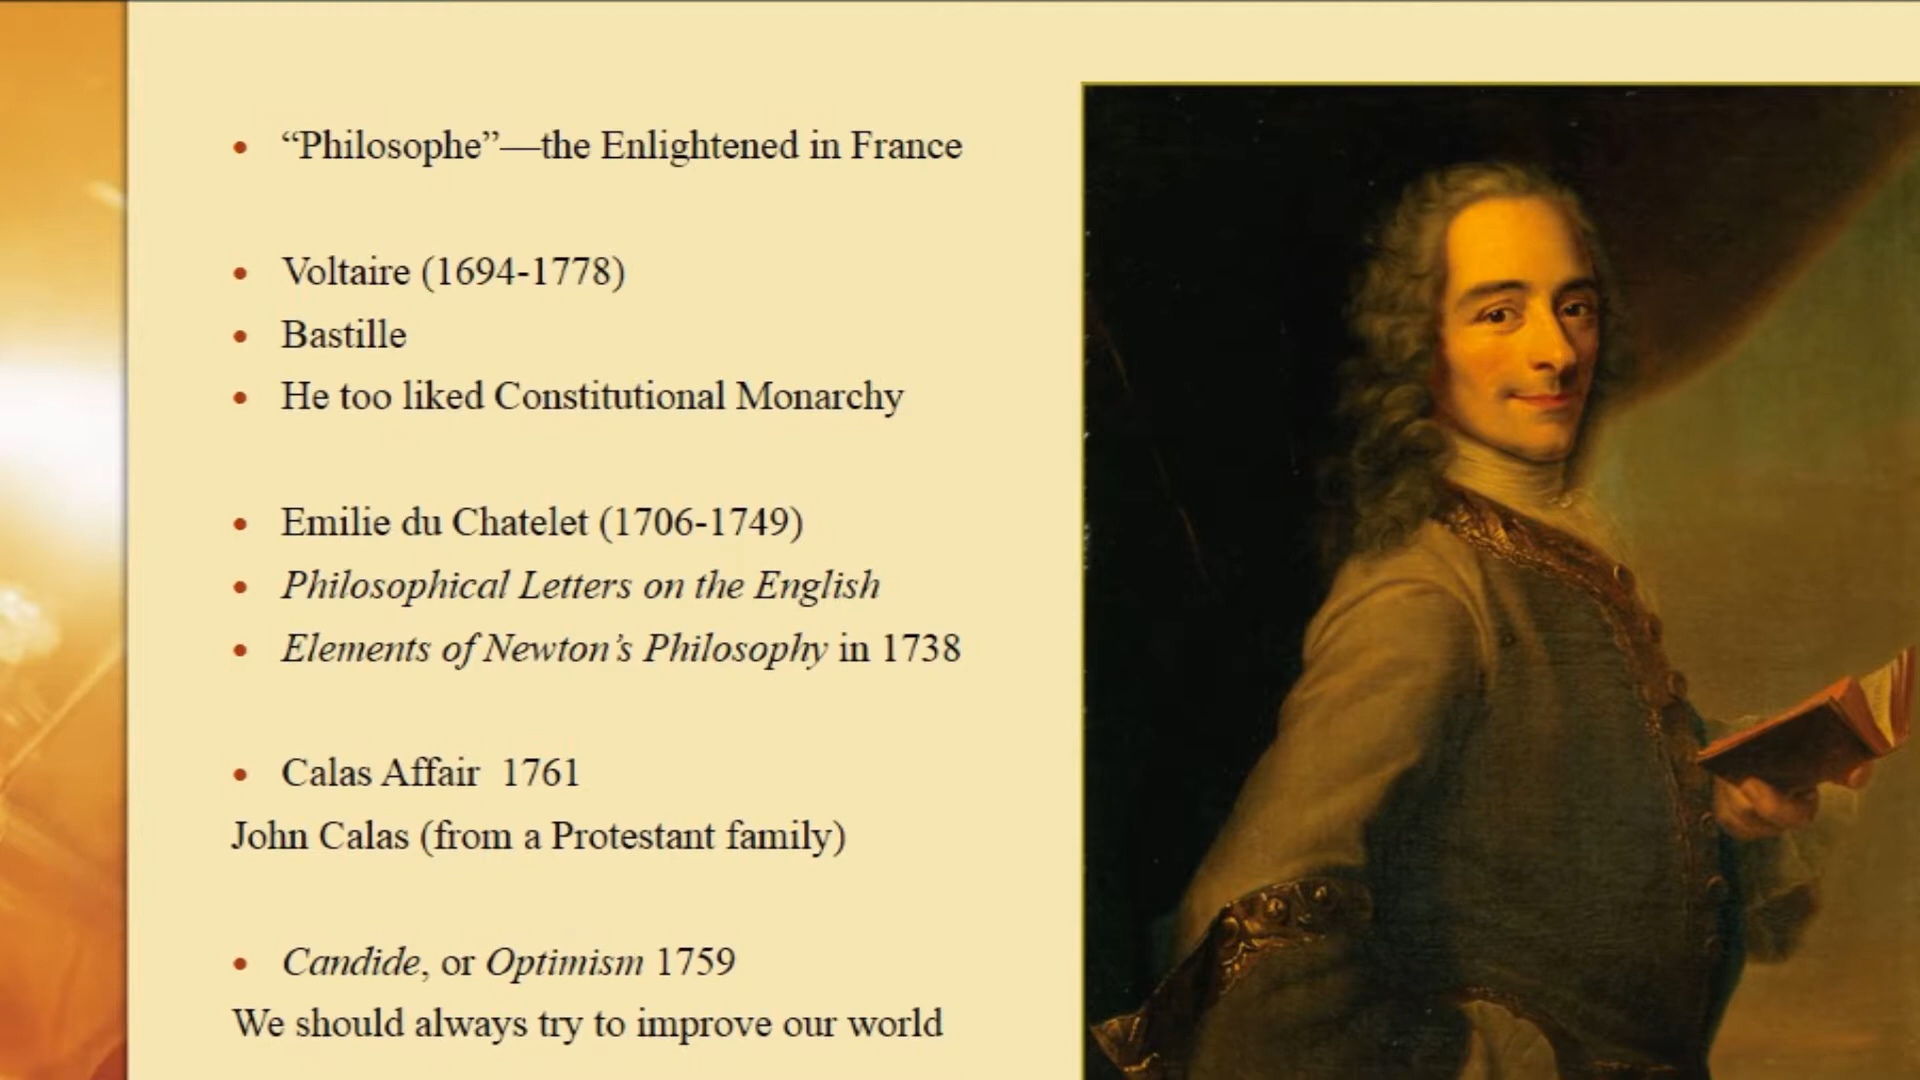 “Philosophe”—the Enlightened in France
Voltaire (1694-1778)
Bastille
He too liked Constitutional Monarchy
Emilie du Chatelet (1706-1749)
Philosophical Letters on the English
Elements of Newton’s Philosophy in 1738
Calas Affair  1761
John Calas (from a Protestant family)
Candide, or Optimism 1759
We should always try to improve our world